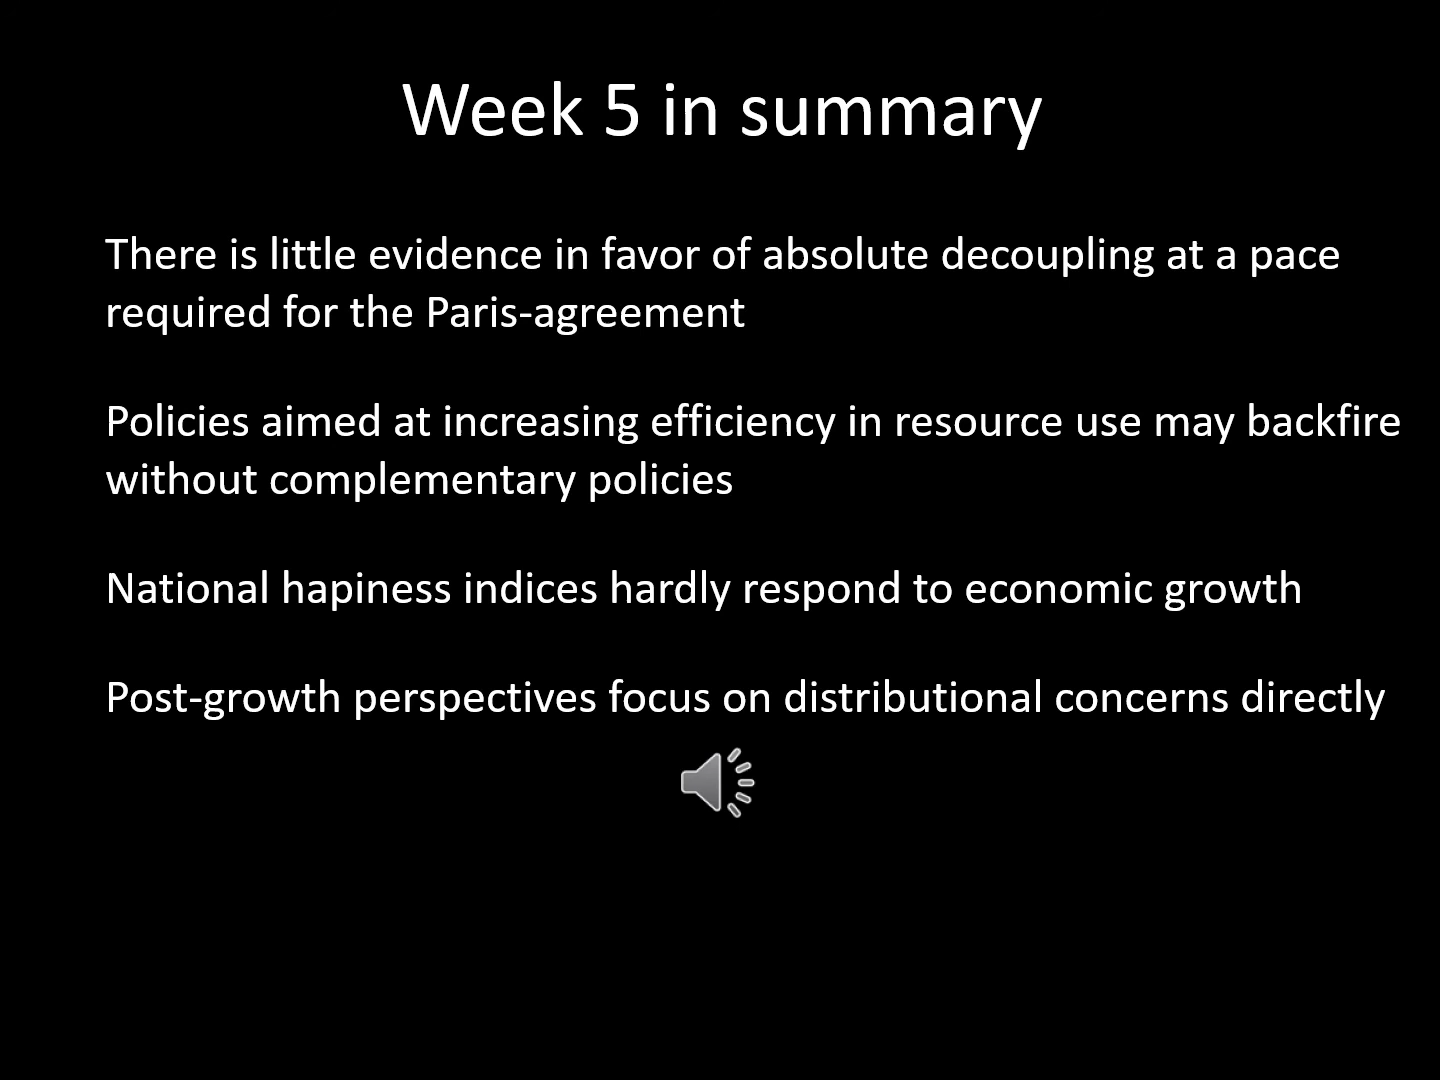 Week 5 in summary
There is little evidence in favor of absolute decoupling at a pace
required for the Paris-agreement
Policies aimed at increasing efficiency in resource use may backfire
without complementary policies
National hapiness indices hardly respond to economic growth
Post-growth perspectives focus on distributional concerns directly